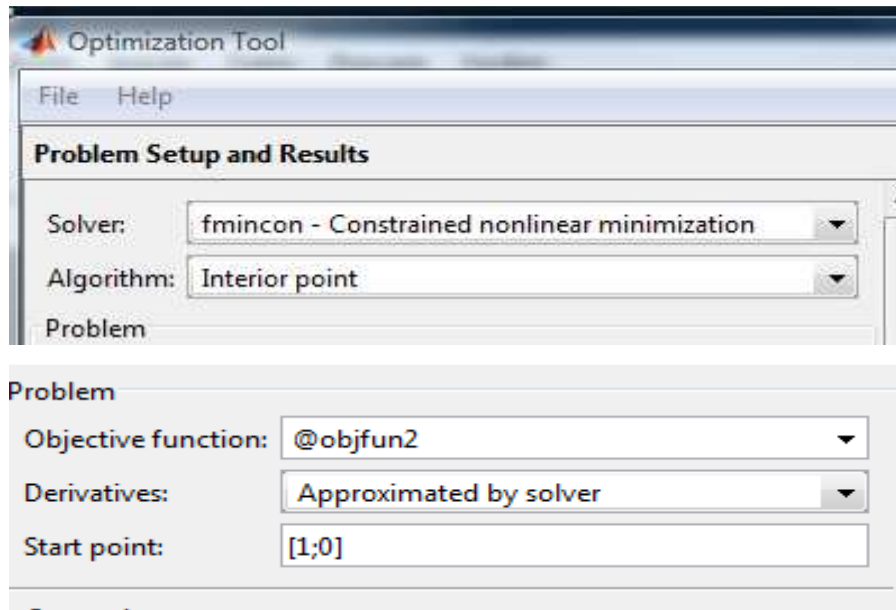 Optimization Tool
File Help
Problem Setup and Results
Solver: fmincon - Constrained nonlinear minimization
Algorithm: Interior point
Problem
Problem
Objective function: @objfun2
Derivatives: Approximated by solver
Start point: [1;0]